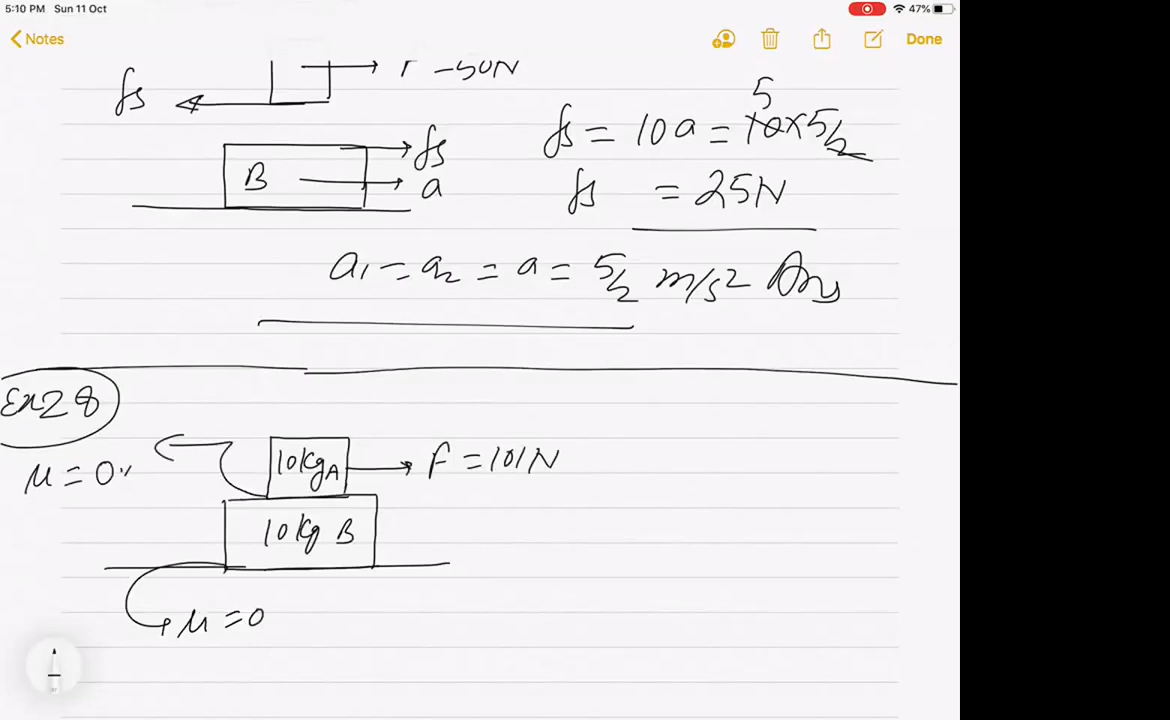 5:10 PM Sun 11 Oct
47%
Notes
Done
fs
B
fs
a
fs = 10a = 10×5/2
5
fs = 25N
a1 = a2 = a = 5/2 m/s2 Ans
Ex28
μ = 0.
10kg A
F = 101N
10kg B
μ = 0